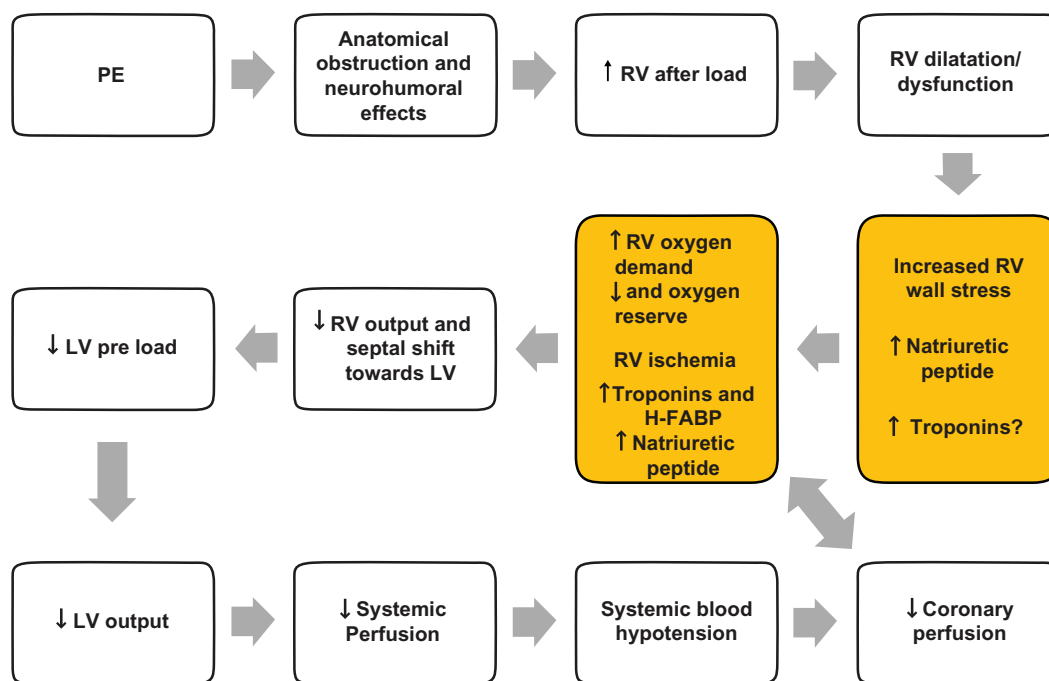 PE
Anatomical
obstruction and
neurohumoral
effects
↑ RV after load
RV dilatation/
dysfunction
Increased RV
wall stress
↑ Natriuretic
peptide
↑ Troponins?
↑ RV oxygen
demand
↓ and oxygen
reserve
RV ischemia
↑ Troponins and
H-FABP
↑ Natriuretic
peptide
↓ RV output and
septal shift
towards LV
↓ LV pre load
↓ LV output
↓ Systemic
Perfusion
Systemic blood
hypotension
↓ Coronary
perfusion